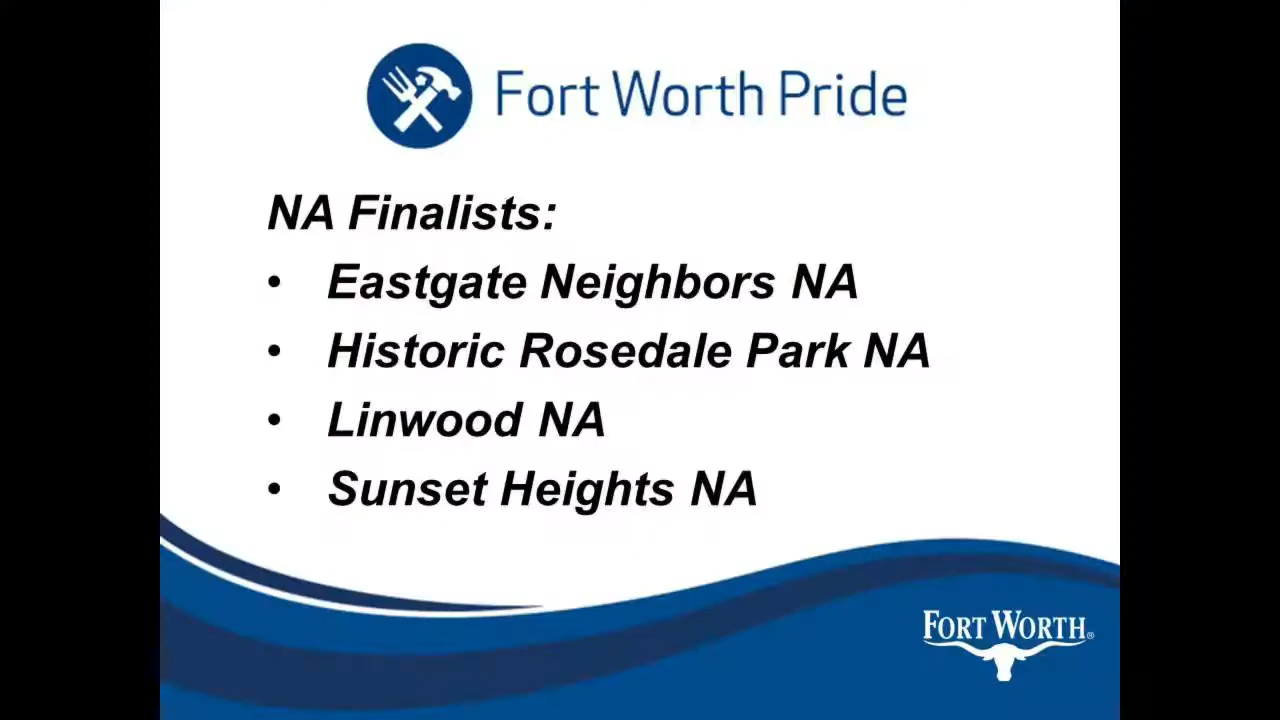 Fort Worth Pride
NA Finalists:
• Eastgate Neighbors NA
• Historic Rosedale Park NA
• Linwood NA
• Sunset Heights NA
FORT WORTH®